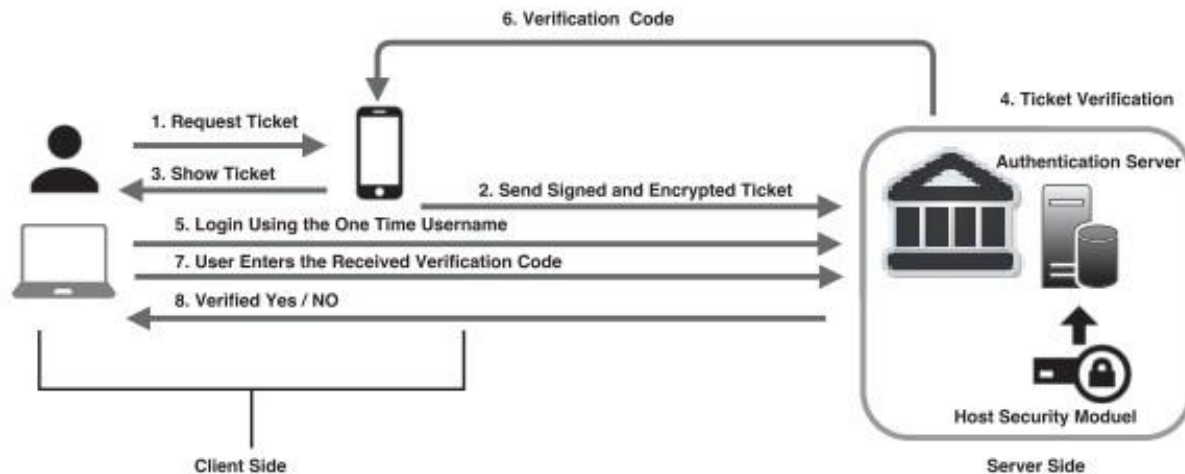 6. Verification Code
4. Ticket Verification
1. Request Ticket
Authentication Server
3. Show Ticket
2. Send Signed and Encrypted Ticket
5. Login Using the One Time Username
7. User Enters the Received Verification Code
8. Verified Yes / NO
Host Security Moduel
Client Side
Server Side